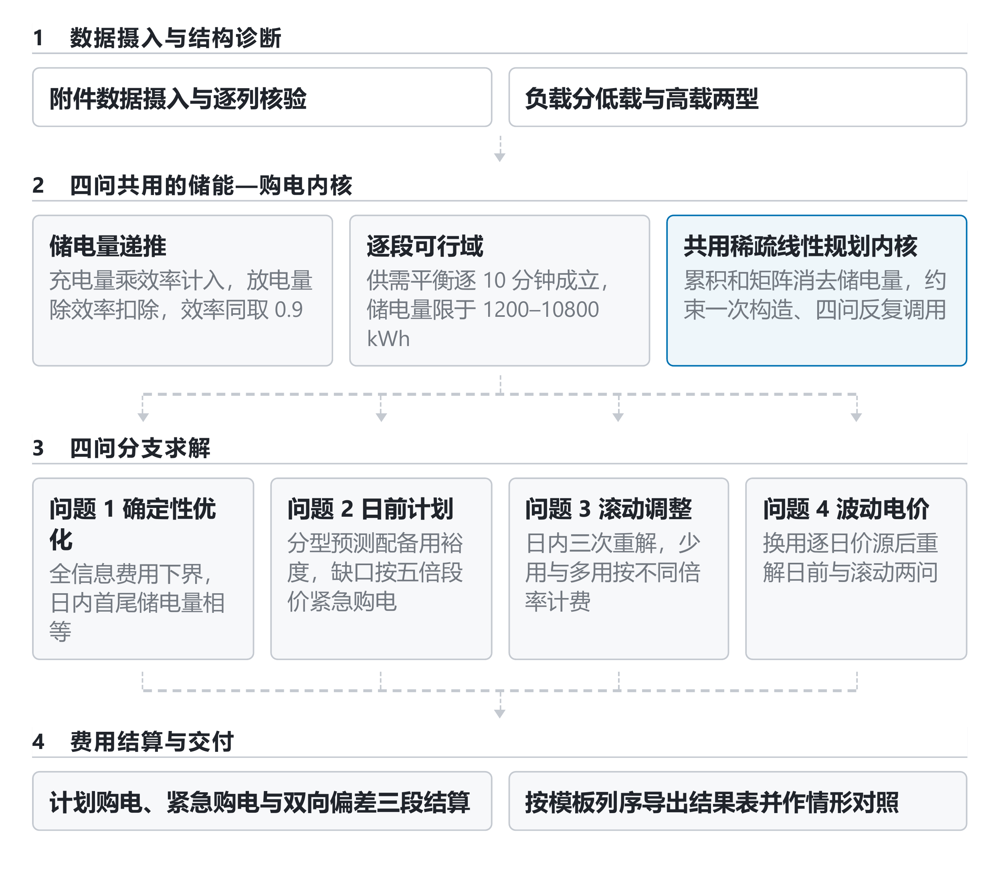 1 数据摄入与结构诊断
附件数据摄入与逐列核验
负载分低载与高载两型
2 四问共用的储能—购电内核
储电量递推
充电量乘效率计入，放电量
除效率扣除，效率同取 0.9
逐段可行域
供需平衡逐 10 分钟成立，
储电量限于 1200–10800
kWh
共用稀疏线性规划内核
累积和矩阵消去储电量，约
束一次构造、四问反复调用
3 四问分支求解
问题 1 确定性优
化
全信息费用下界，
日内首尾储电量相
等
问题 2 日前计划
分型预测配备用裕
度，缺口按五倍段
价紧急购电
问题 3 滚动调整
日内三次重解，少
用与多用按不同倍
率计费
问题 4 波动电价
换用逐日价源后重
解日前与滚动两问
4 费用结算与交付
计划购电、紧急购电与双向偏差三段结算
按模板列序导出结果表并作情形对照